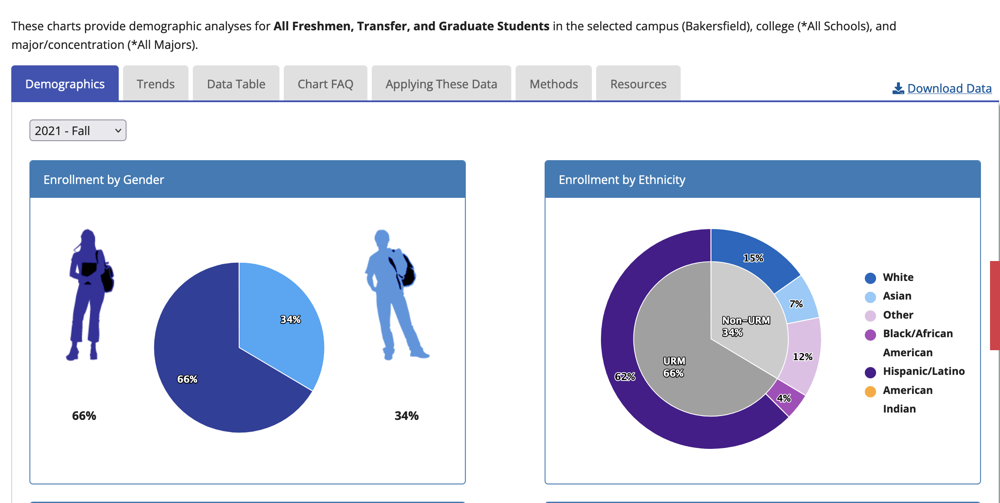 These charts provide demographic analyses for All Freshmen, Transfer, and Graduate Students in the selected campus (Bakersfield), college (*All Schools), and
major/concentration (*All Majors).
Demographics
Trends
Data Table
Chart FAQ
Applying These Data
Methods
Resources
Download Data
2021 - Fall
Enrollment by Gender
34%
66%
66%
34%
Enrollment by Ethnicity
15%
7%
Non-URM
34%
12%
URM
66%
62%
4%
White
Asian
Other
Black/African
American
Hispanic/Latino
American
Indian